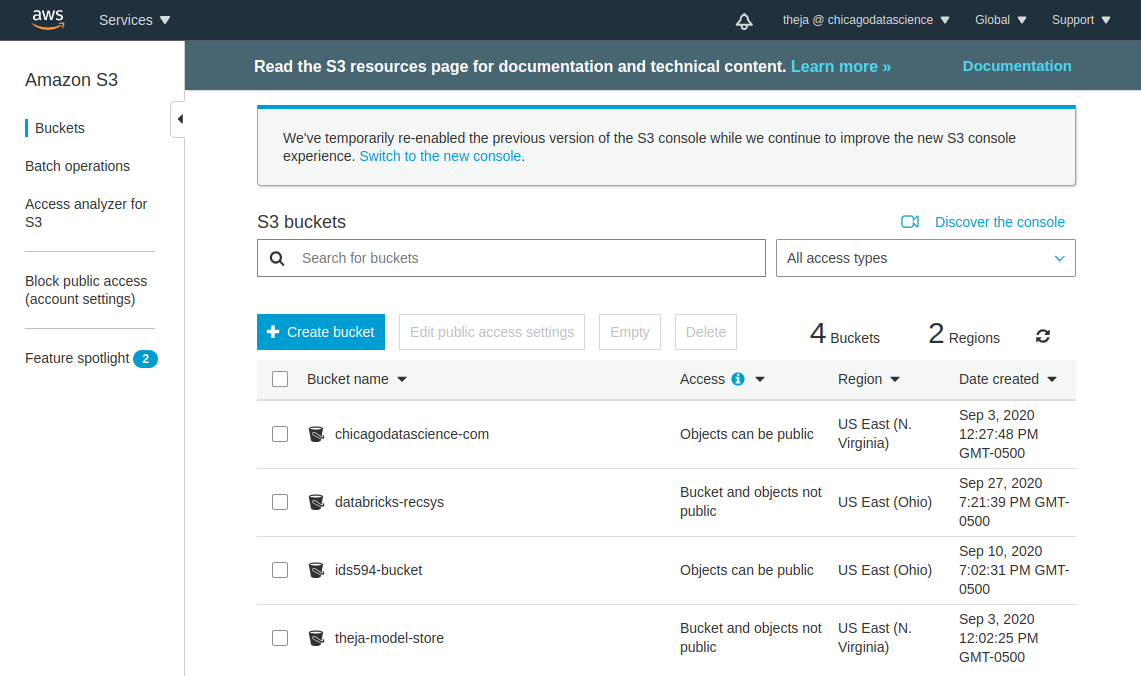 aws Services theja @ chicagodatascience Global Support
Read the S3 resources page for documentation and technical content. Learn more » Documentation
Amazon S3
Buckets
Batch operations
Access analyzer for
S3
Block public access
(account settings)
Feature spotlight 2
We've temporarily re-enabled the previous version of the S3 console while we continue to improve the new S3 console
experience. Switch to the new console.
S3 buckets Discover the console
Search for buckets All access types
Create bucket Edit public access settings Empty Delete 4 Buckets 2 Regions
Bucket name Access i Region Date created
chicagodatascience-com Objects can be public US East (N.
Virginia) Sep 3, 2020
12:27:48 PM
GMT-0500
databricks-recsys Bucket and objects not
public US East (Ohio) Sep 27, 2020
7:21:39 PM GMT-
0500
ids594-bucket Objects can be public US East (Ohio) Sep 10, 2020
7:02:31 PM GMT-
0500
theja-model-store Bucket and objects not
public US East (N.
Virginia) Sep 3, 2020
12:02:25 PM
GMT-0500